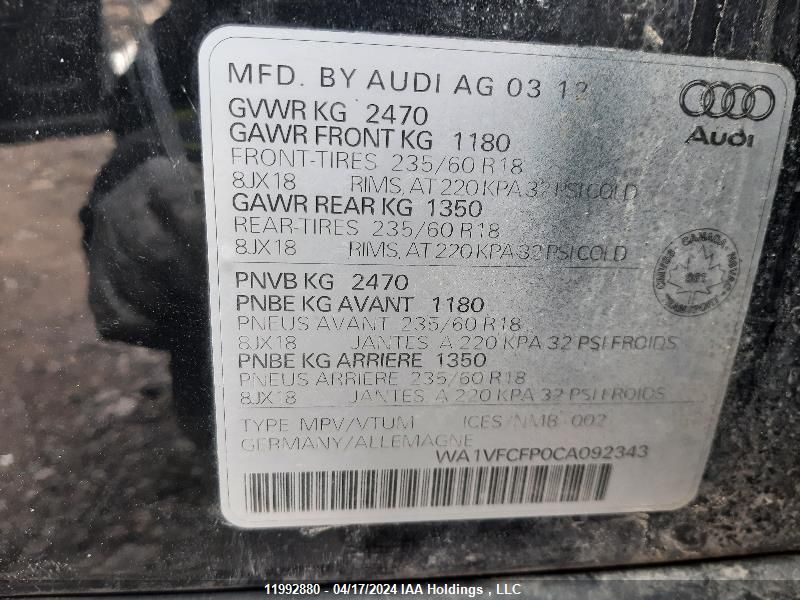 MFD. BY AUDI AG 03 12
GVWR KG 2470
GAWR FRONT KG 1180
FRONT-TIRES 235/60 R18
8JX18 RIMS, AT 220 KPA 32 PSI COLD
GAWR REAR KG 1350
REAR-TIRES 235/60 R18
8JX18 RIMS, AT 220 KPA 32 PSI COLD
Audi
CANADA
PNVB KG 2470
PNBE KG AVANT 1180
PNEUS AVANT 235/60 R18
8JX18 JANTES A 220 KPA 32 PSI FROIDS
PNBE KG ARRIERE 1350
PNEUS ARRIERE 235/60 R18
8JX18 JANTES A 220 KPA 32 PSI FROIDS
TYPE MPV/VTUM ICES/NMB-002
GERMANY/ALLEMAGNE
WA1VFCFP0CA092343
11992880 - 04/17/2024 IAA Holdings , LLC